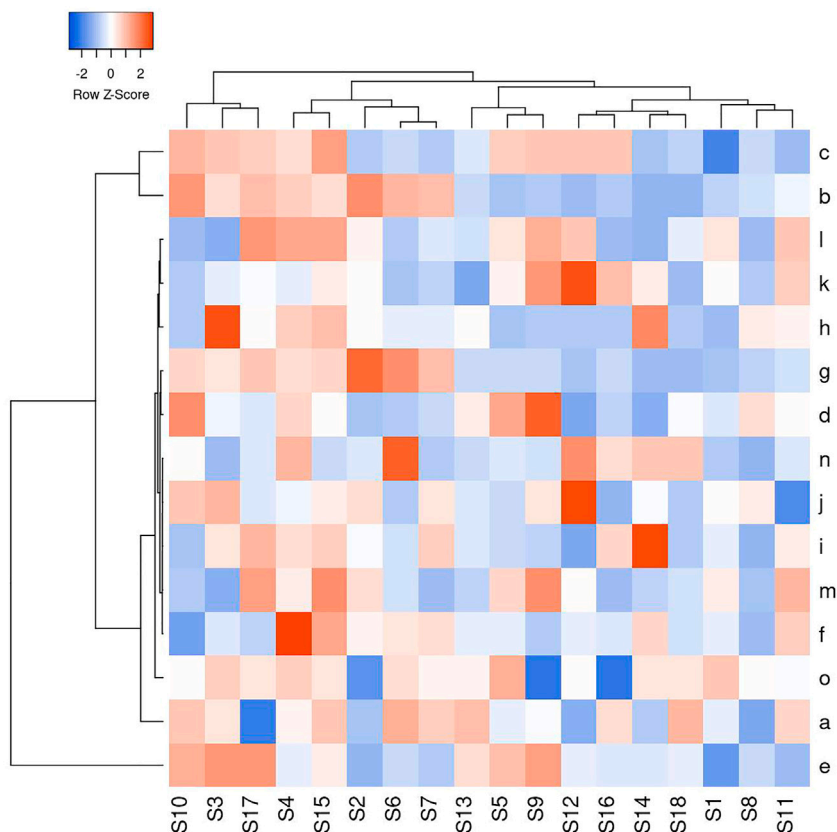 -2 0 2
Row Z-Score
c
b
l
k
h
g
d
n
j
i
m
f
o
a
e
S10 S3 S17 S4 S15 S2 S6 S7 S13 S5 S9 S12 S16 S14 S18 S1 S8 S11